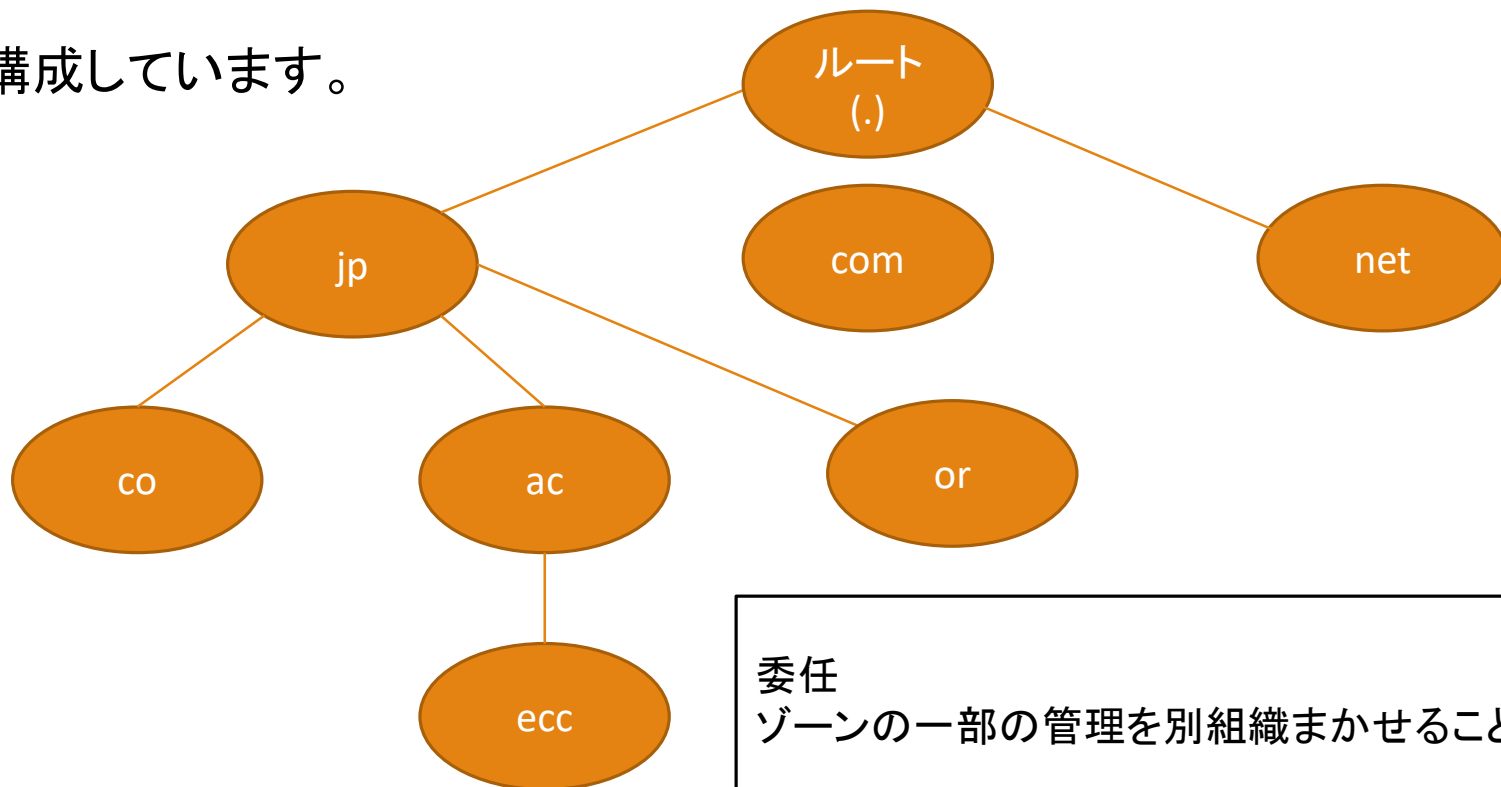 構成しています。
ルート
(.)
jp
com
net
co
ac
or
ecc
委任
ゾーンの一部の管理を別組織まかせること